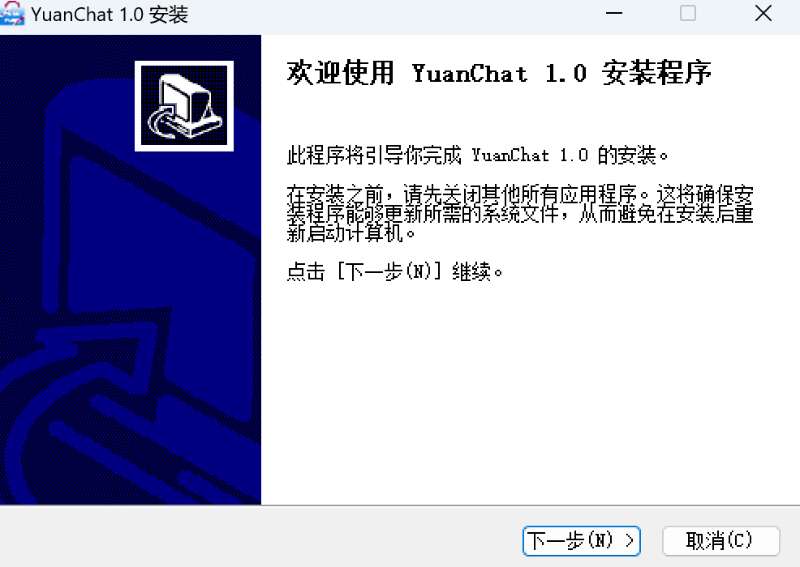 YuanChat 1.0 安装
欢迎使用 YuanChat 1.0 安装程序
此程序将引导你完成 YuanChat 1.0 的安装。
在安装之前，请先关闭其他所有应用程序。这将确保安
装程序能够更新所需的系统文件，从而避免在安装后重
新启动计算机。
点击 [下一步(N)] 继续。
下一步(N) >
取消(C)